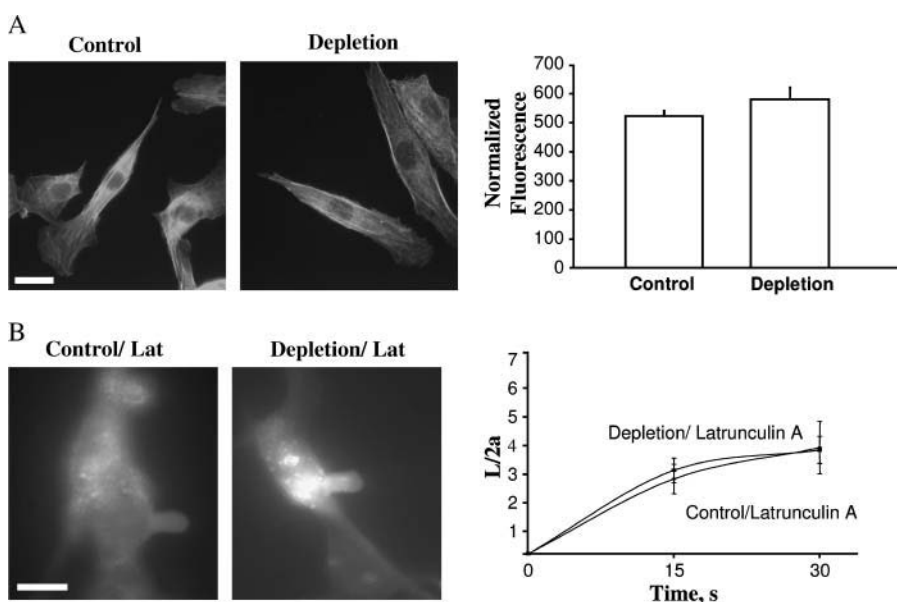 A
Control
Depletion
Normalized
Fluorescence
700
600
500
400
300
200
100
0
Control
Depletion
B
Control/ Lat
Depletion/ Lat
L/2a
7
6
5
4
3
2
1
Depletion/ Latrunculin A
Control/Latrunculin A
0
15
30
Time, s